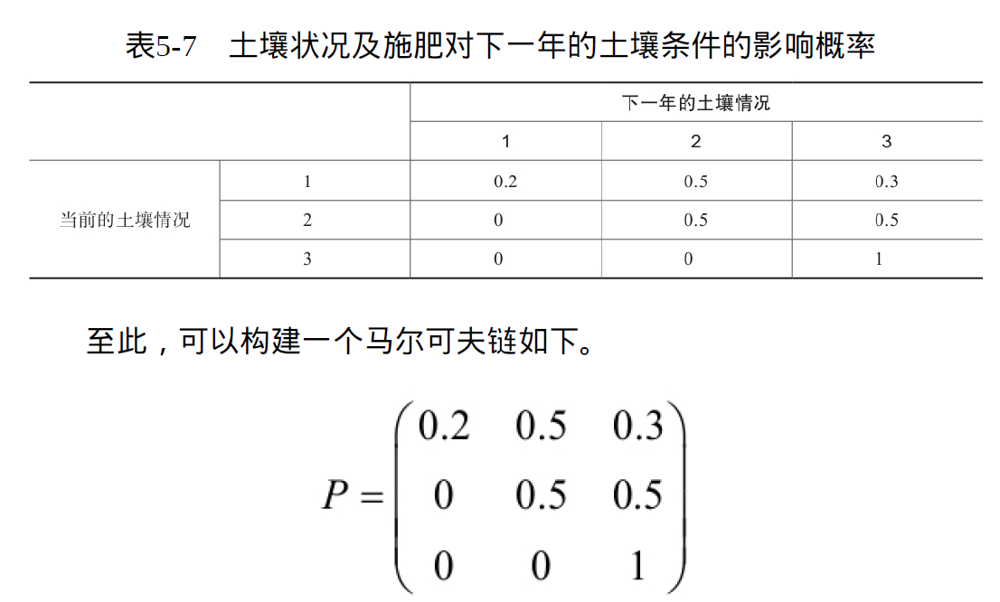 表5-7 土壤状况及施肥对下一年的土壤条件的影响概率
下一年的土壤情况
1 2 3
1 0.2 0.5 0.3
当前的土壤情况 2 0 0.5 0.5
3 0 0 1
至此，可以构建一个马尔可夫链如下。
0.2 0.5 0.3
P = 0 0.5 0.5
0 0 1